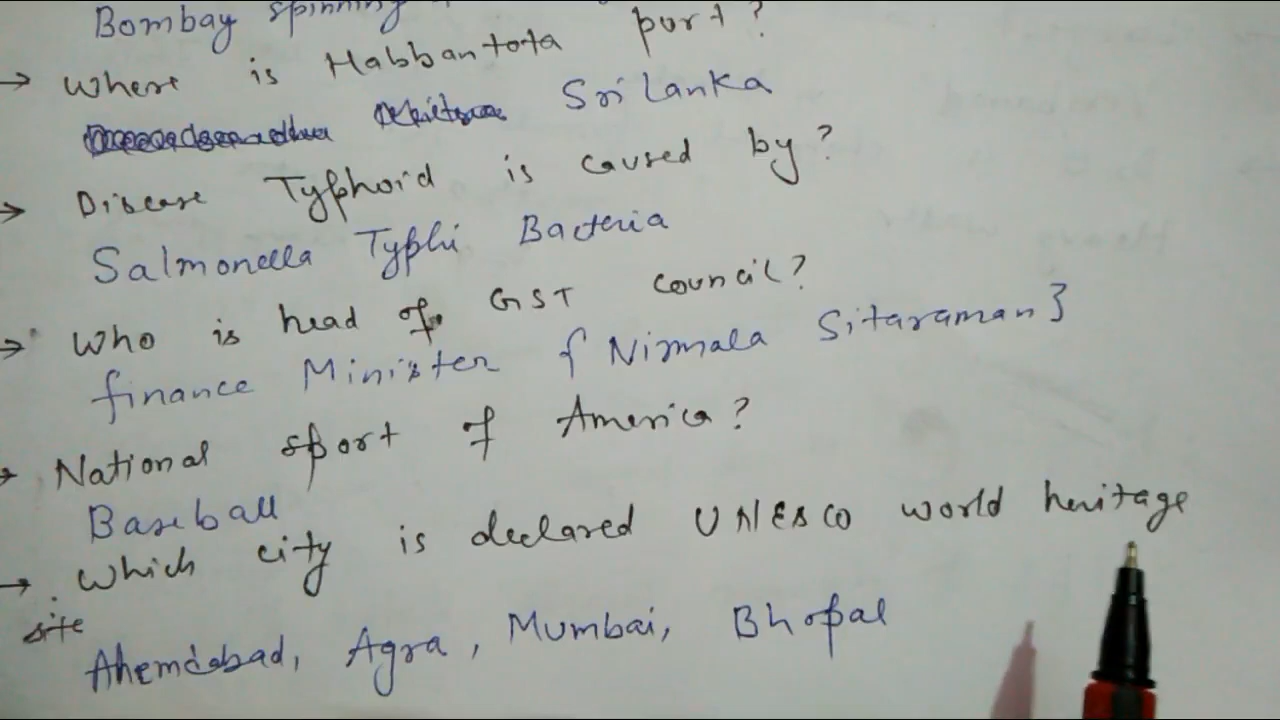 Bombay spinning
→ Where is Habbantota port?
Sri Lanka
→ Disease Typhoid is caused by?
Salmonella Typhi Bacteria
→ Who is head of GST council?
finance Minister { Nirmala Sitaraman }
→ National sport of America?
Baseball
→ which city is declared UNESCO world heritage
site
Ahemdabad, Agra, Mumbai, Bhopal